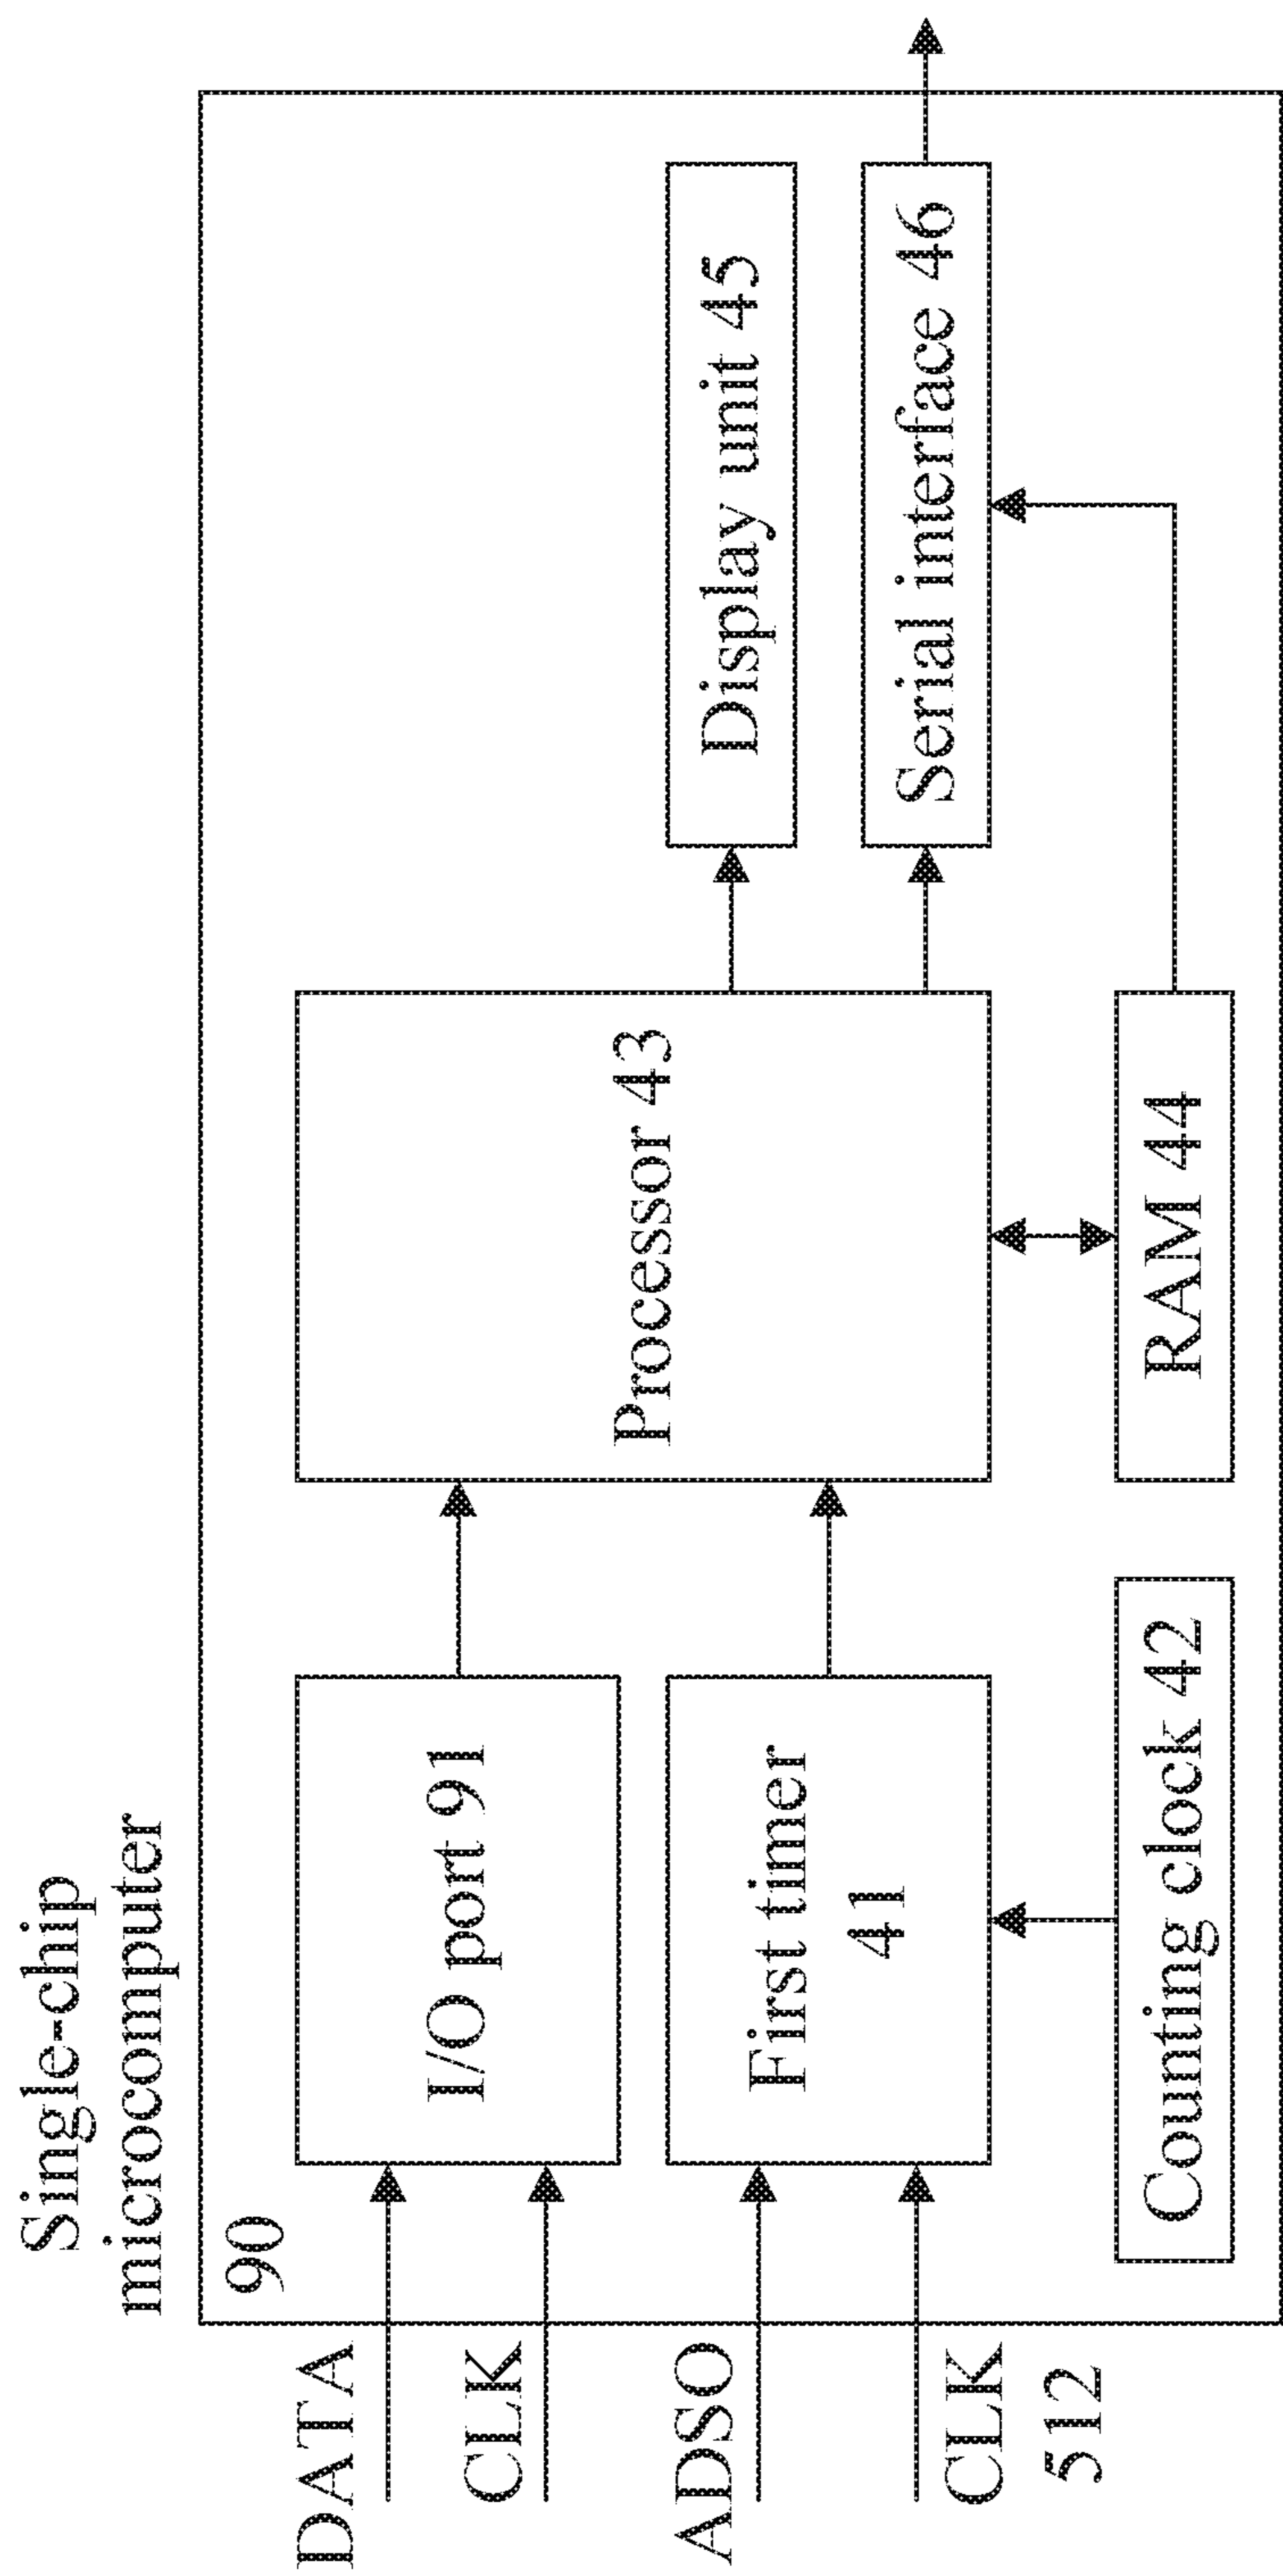 Single-chip
microcomputer
90
DATA
CLK
ADSO
CLK
512
I/O port 91
First timer
41
Counting clock 42
Processor 43
RAM 44
Display unit 45
Serial interface 46